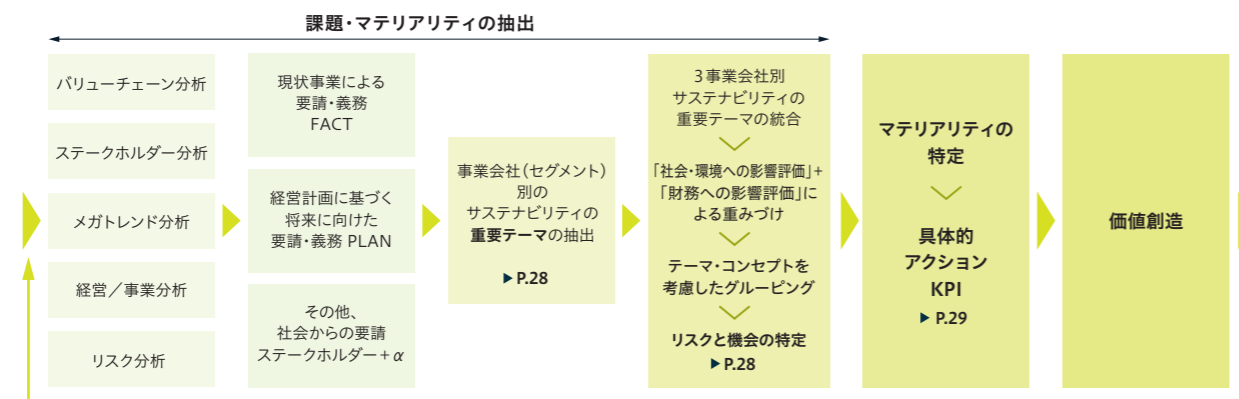 課題・マテリアリティの抽出
バリューチェーン分析
ステークホルダー分析
メガトレンド分析
経営／事業分析
リスク分析
現状事業による
要請・義務
FACT
経営計画に基づく
将来に向けた
要請・義務 PLAN
その他、
社会からの要請
ステークホルダー＋α
事業会社（セグメント）
別の
サステナビリティの
重要テーマの抽出
▶ P.28
3事業会社別
サステナビリティの
重要テーマの統合
「社会・環境への影響評価」＋
「財務への影響評価」に
よる重みづけ
テーマ・コンセプトを
考慮したグルーピング
リスクと機会の特定
▶ P.28
マテリアリティの
特定
具体的
アクション
KPI
▶ P.29
価値創造